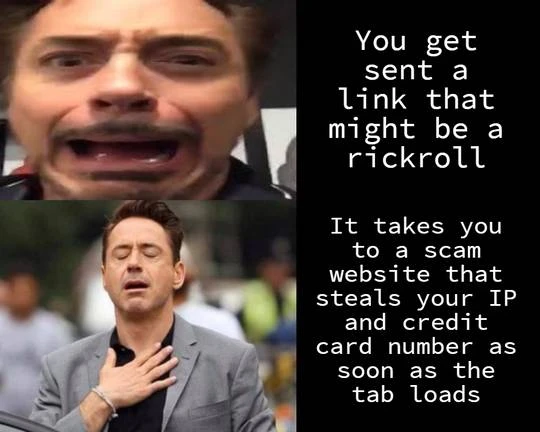 You get
sent a
link that
might be a
rickroll
It takes you
to a scam
website that
steals your IP
and credit
card number as
soon as the
tab loads